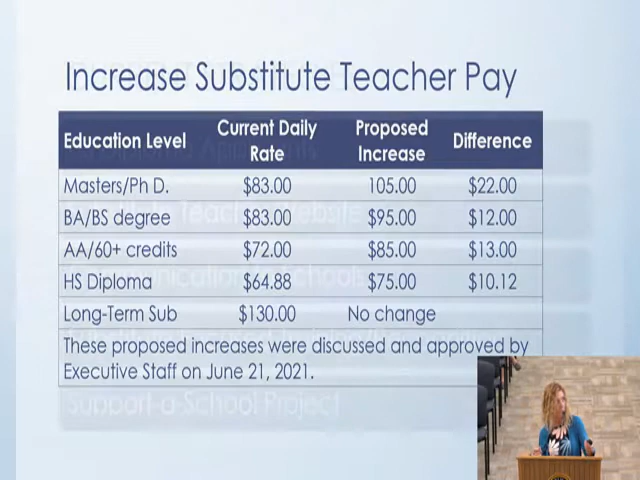 Increase Substitute Teacher Pay
Education Level Current Daily Rate Proposed Increase Difference
Masters/Ph D. $83.00 105.00 $22.00
BA/BS degree $83.00 $95.00 $12.00
AA/60+ credits $72.00 $85.00 $13.00
HS Diploma $64.88 $75.00 $10.12
Long-Term Sub $130.00 No change
These proposed increases were discussed and approved by
Executive Staff on June 21, 2021.
Support-a-School Project